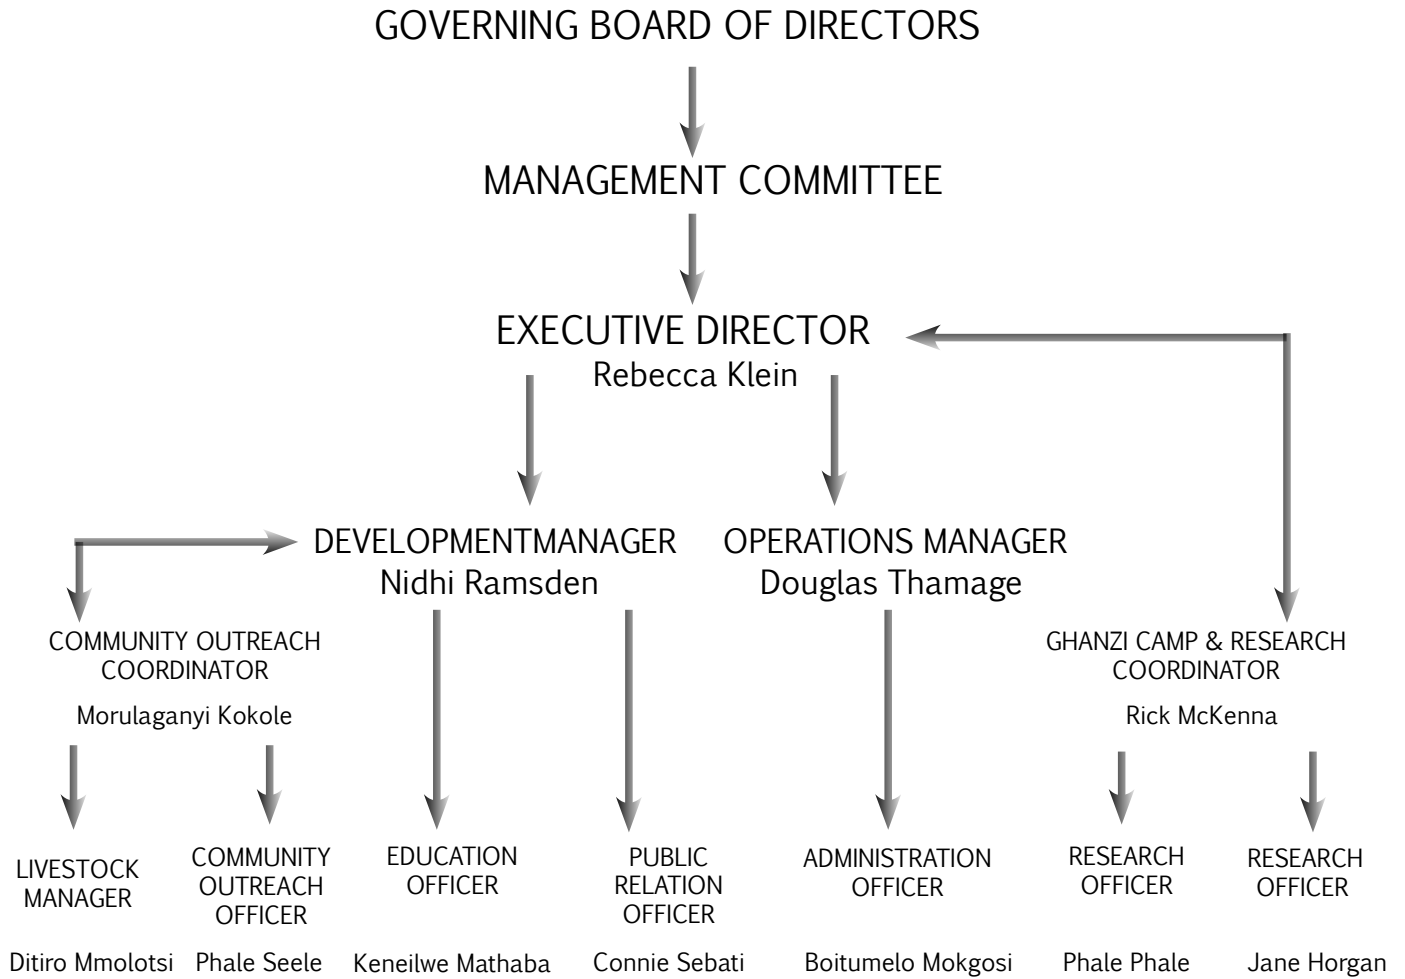 GOVERNING BOARD OF DIRECTORS
MANAGEMENT COMMITTEE
EXECUTIVE DIRECTOR
Rebecca Klein
DEVELOPMENTMANAGER
Nidhi Ramsden
OPERATIONS MANAGER
Douglas Thamage
COMMUNITY OUTREACH
COORDINATOR
Morulaganyi Kokole
GHANZI CAMP & RESEARCH
COORDINATOR
Rick McKenna
LIVESTOCK
MANAGER
Ditiro Mmolotsi
COMMUNITY
OUTREACH
OFFICER
Phale Seele
EDUCATION
OFFICER
Keneilwe Mathaba
PUBLIC
RELATION
OFFICER
Connie Sebati
ADMINISTRATION
OFFICER
Boitumelo Mokgosi
RESEARCH
OFFICER
Phale Phale
RESEARCH
OFFICER
Jane Horgan